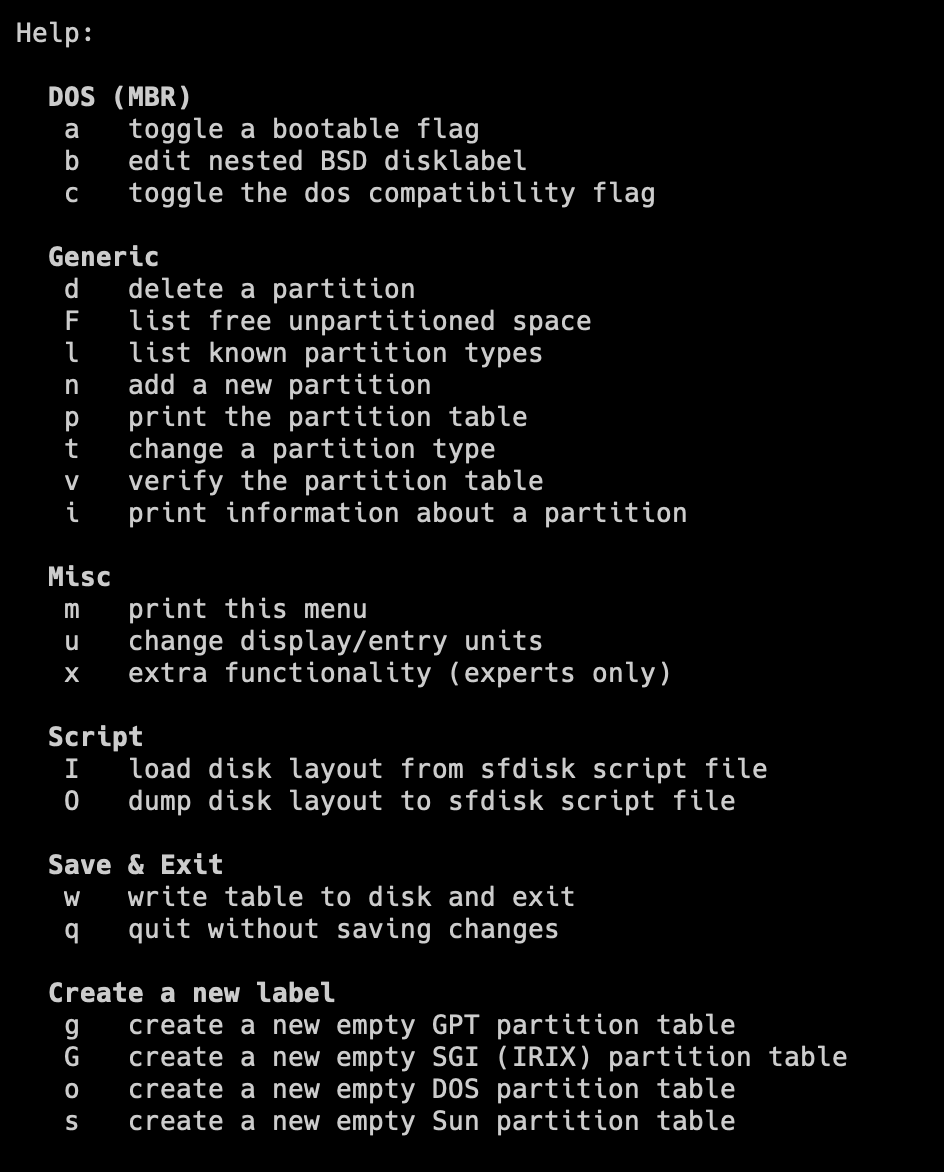 Help:
DOS (MBR)
a toggle a bootable flag
b edit nested BSD disklabel
c toggle the dos compatibility flag
Generic
d delete a partition
F list free unpartitioned space
l list known partition types
n add a new partition
p print the partition table
t change a partition type
v verify the partition table
i print information about a partition
Misc
m print this menu
u change display/entry units
x extra functionality (experts only)
Script
I load disk layout from sfdisk script file
O dump disk layout to sfdisk script file
Save & Exit
w write table to disk and exit
q quit without saving changes
Create a new label
g create a new empty GPT partition table
G create a new empty SGI (IRIX) partition table
o create a new empty DOS partition table
s create a new empty Sun partition table